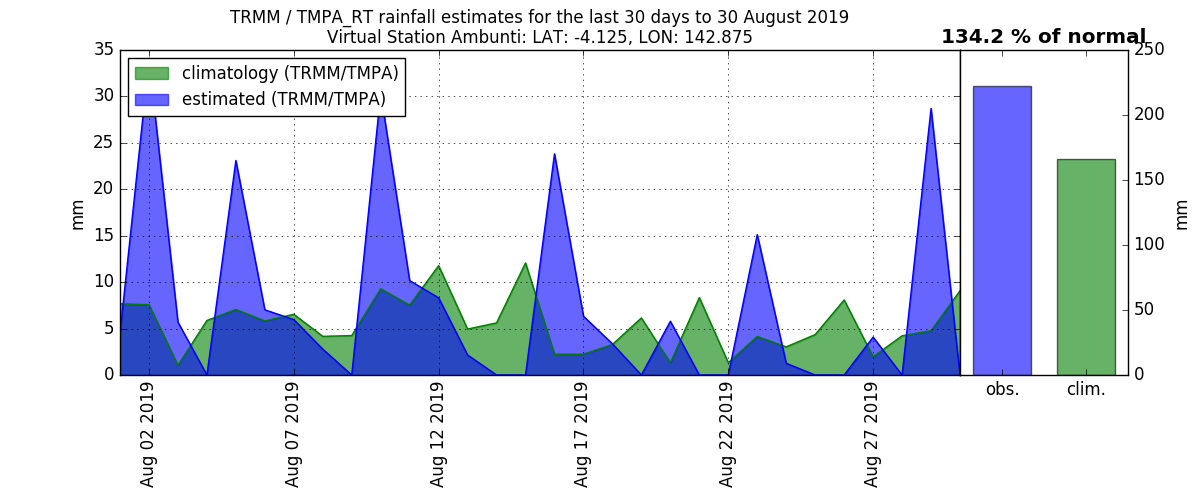 TRMM / TMPA_RT rainfall estimates for the last 30 days to 30 August 2019
Virtual Station Ambunti: LAT: -4.125, LON: 142.875
134.2 % of normal
climatology (TRMM/TMPA)
estimated (TRMM/TMPA)
35
30
25
20
15
10
5
0
mm
Aug 02 2019
Aug 07 2019
Aug 12 2019
Aug 17 2019
Aug 22 2019
Aug 27 2019
obs.
clim.
250
200
150
100
50
0
mm